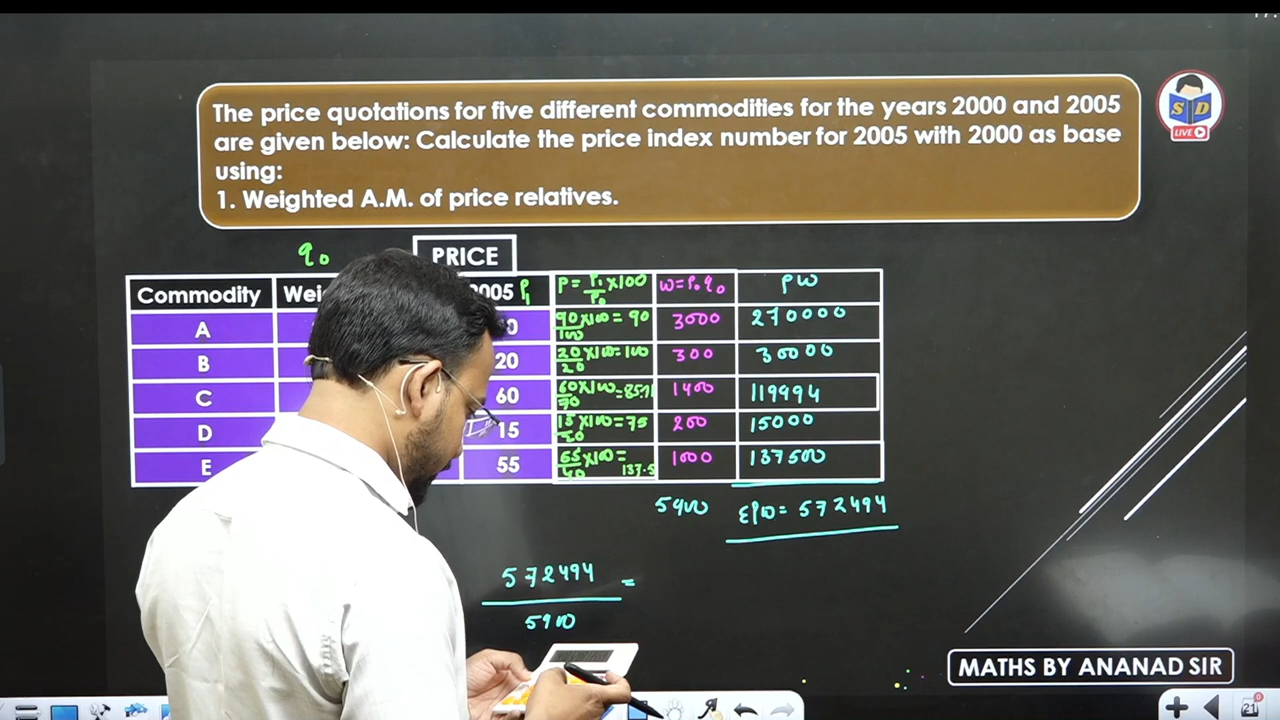 The price quotations for five different commodities for the years 2000 and 2005
are given below: Calculate the price index number for 2005 with 2000 as base
using:
1. Weighted A.M. of price relatives.
S D
LIVE
q₀ PRICE
Commodity 2005 P₁ P = P₁/P₀ × 100 W = P₀q₀ PW
A 90/100 × 100 = 90 3000 270000
B 20 20/20 × 100 = 100 300 30000
C 60 60/70 × 100 = 85.71 1400 119994
D 15 15/20 × 100 = 75 200 15000
E 55 55/40 × 100 = 137.5 1000 137500
5900 ΣPW = 572494
572494 =
5900
MATHS BY ANANAD SIR